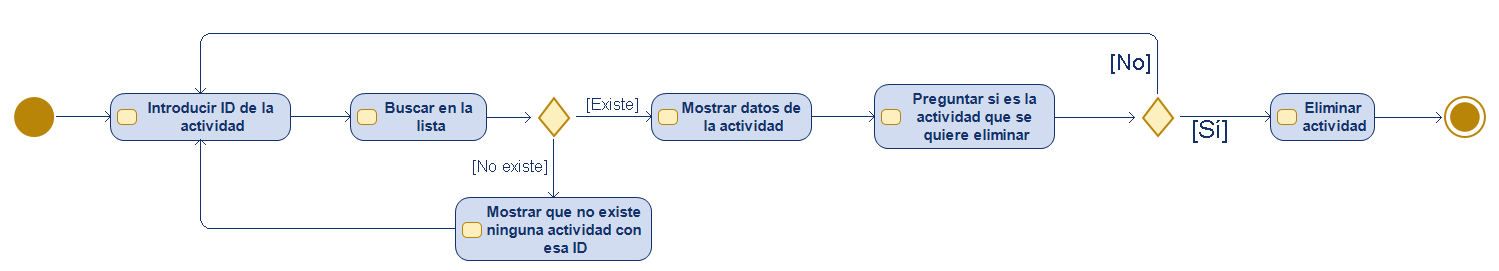 [No]
Introducir ID de la
actividad
Buscar en la
lista
[Existe]
Mostrar datos de
la actividad
Preguntar si es la
actividad que se
quiere eliminar
[Sí]
Eliminar
actividad
[No existe]
Mostrar que no existe
ninguna actividad con
esa ID